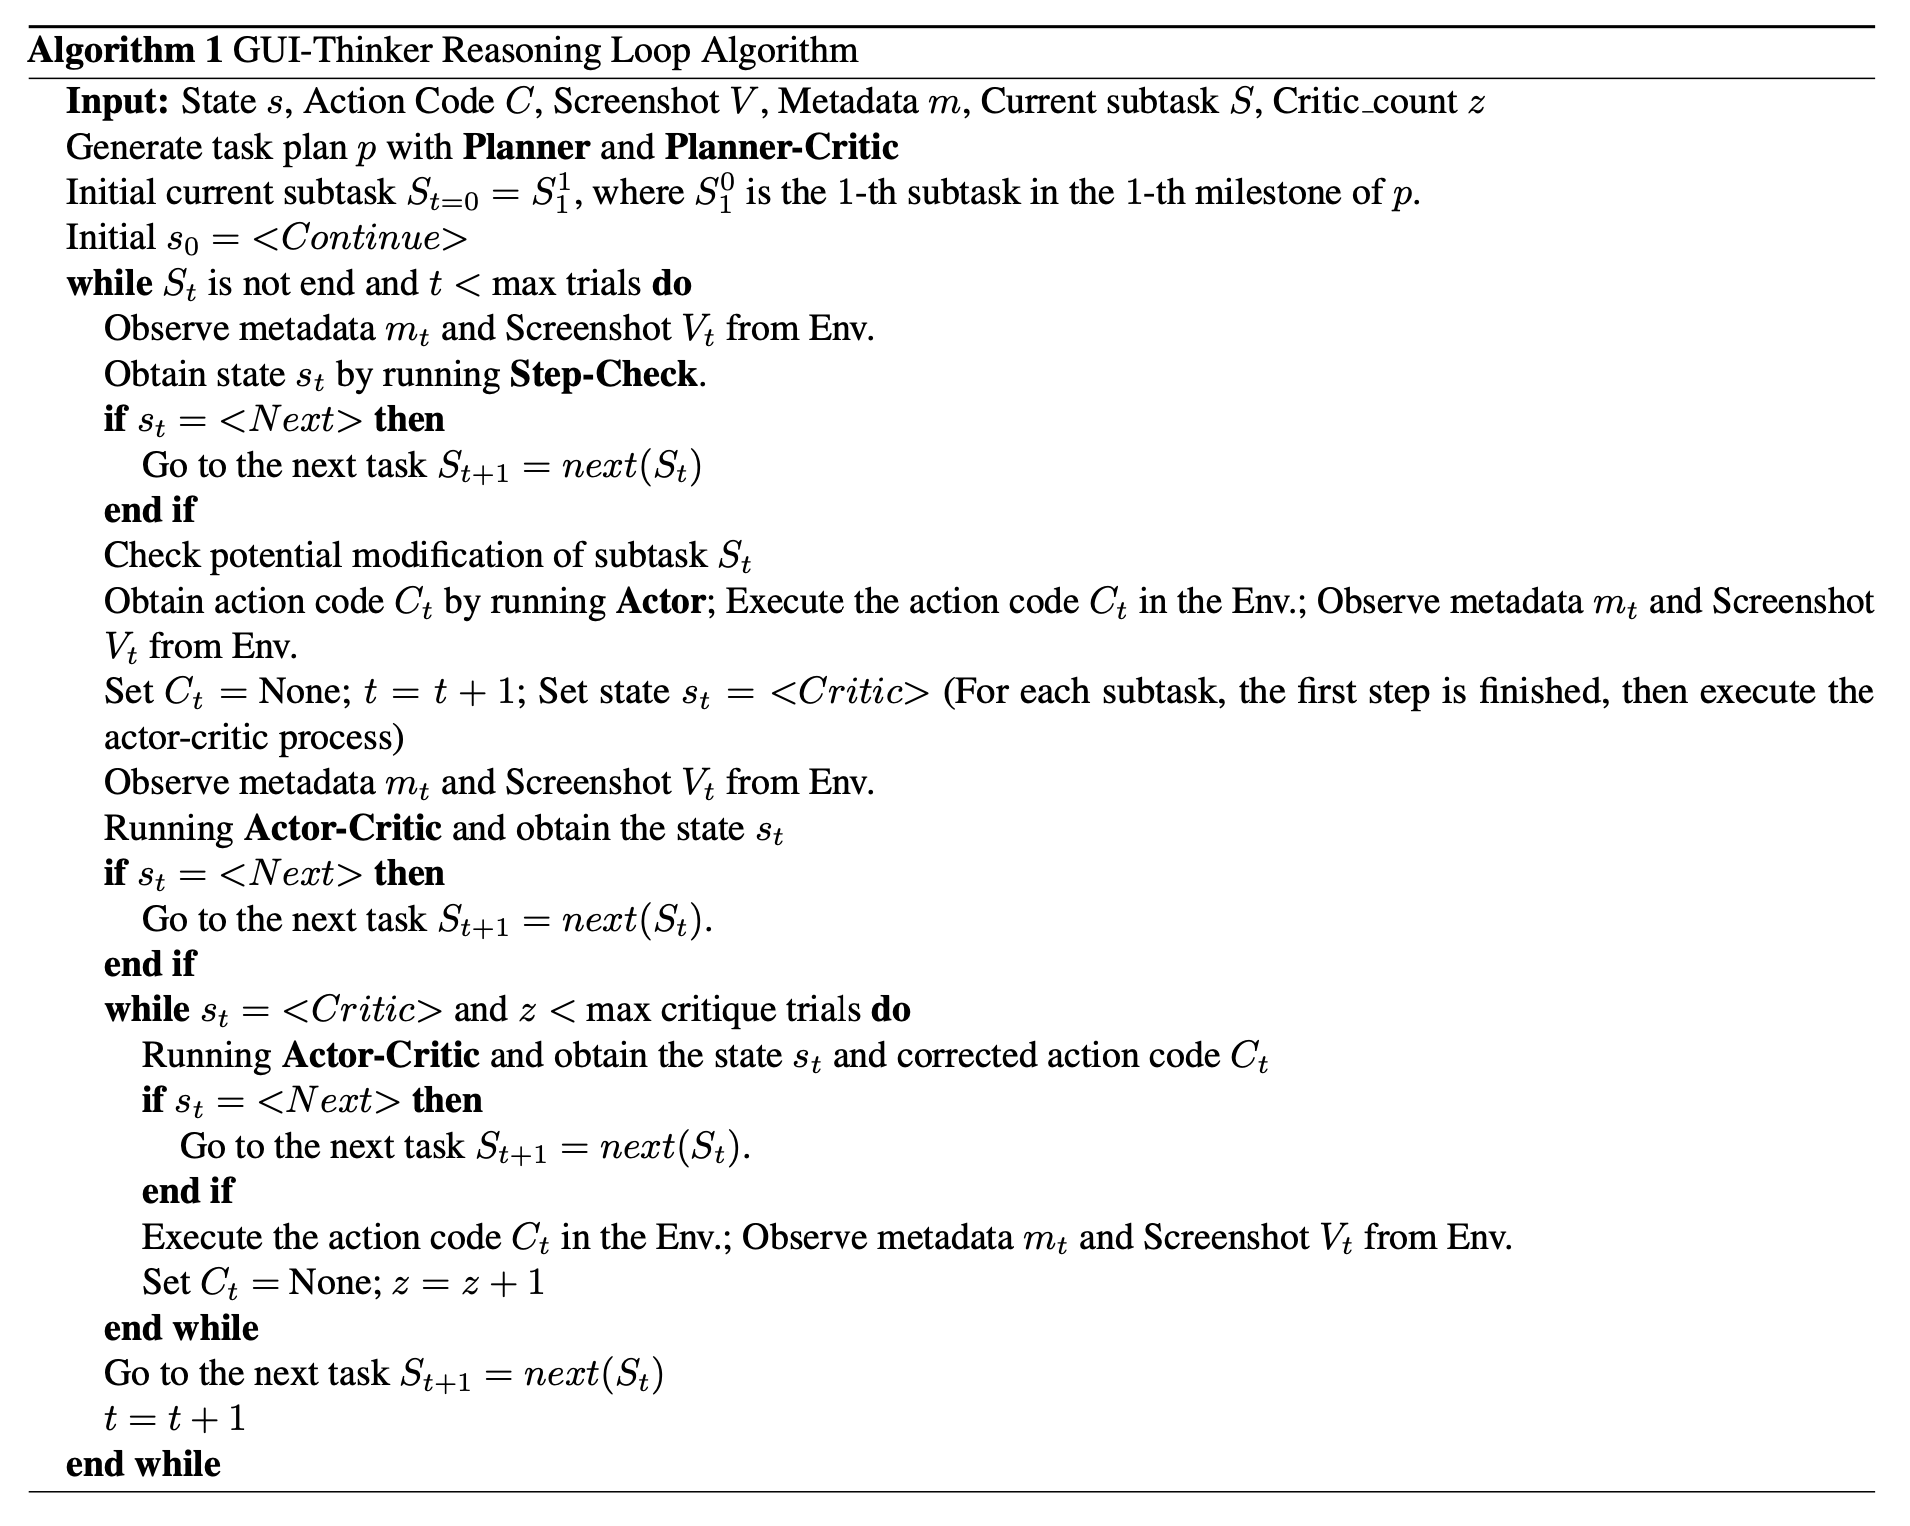 Algorithm 1 GUI-Thinker Reasoning Loop Algorithm
Input: State s, Action Code C, Screenshot V, Metadata m, Current subtask S, Critic_count z
Generate task plan p with Planner and Planner-Critic
Initial current subtask S_{t=0} = S_1^1, where S_1^0 is the 1-th subtask in the 1-th milestone of p.
Initial s_0 = <Continue>
while S_t is not end and t < max trials do
Observe metadata m_t and Screenshot V_t from Env.
Obtain state s_t by running Step-Check.
if s_t = <Next> then
Go to the next task S_{t+1} = next(S_t)
end if
Check potential modification of subtask S_t
Obtain action code C_t by running Actor; Execute the action code C_t in the Env.; Observe metadata m_t and Screenshot
V_t from Env.
Set C_t = None; t = t + 1; Set state s_t = <Critic> (For each subtask, the first step is finished, then execute the
actor-critic process)
Observe metadata m_t and Screenshot V_t from Env.
Running Actor-Critic and obtain the state s_t
if s_t = <Next> then
Go to the next task S_{t+1} = next(S_t).
end if
while s_t = <Critic> and z < max critique trials do
Running Actor-Critic and obtain the state s_t and corrected action code C_t
if s_t = <Next> then
Go to the next task S_{t+1} = next(S_t).
end if
Execute the action code C_t in the Env.; Observe metadata m_t and Screenshot V_t from Env.
Set C_t = None; z = z + 1
end while
Go to the next task S_{t+1} = next(S_t)
t = t + 1
end while